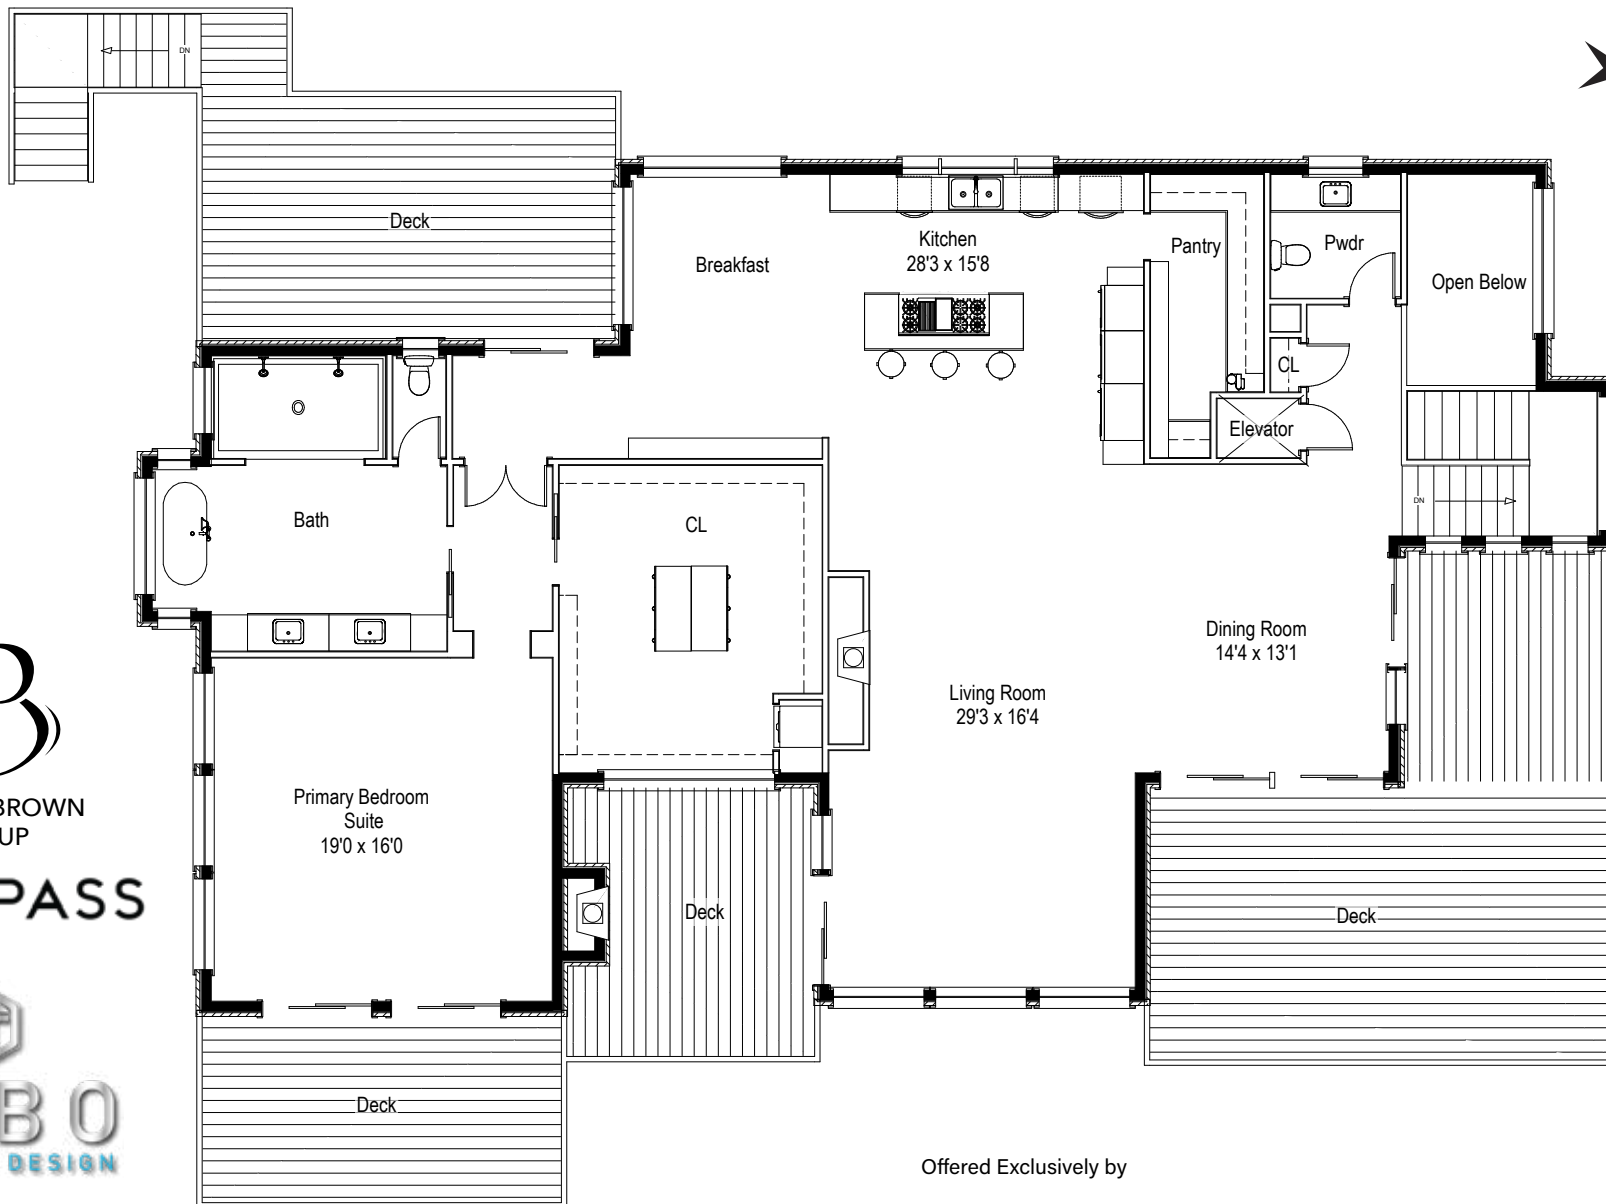 DN
Deck
Breakfast
Kitchen
28'3 x 15'8
Pantry
Pwdr
Open Below
CL
Elevator
Bath
CL
DN
Dining Room
14'4 x 13'1
Living Room
29'3 x 16'4
Primary Bedroom
Suite
19'0 x 16'0
Deck
Deck
Deck
B
BROWN
UP
PASS
BO
DESIGN
Offered Exclusively by